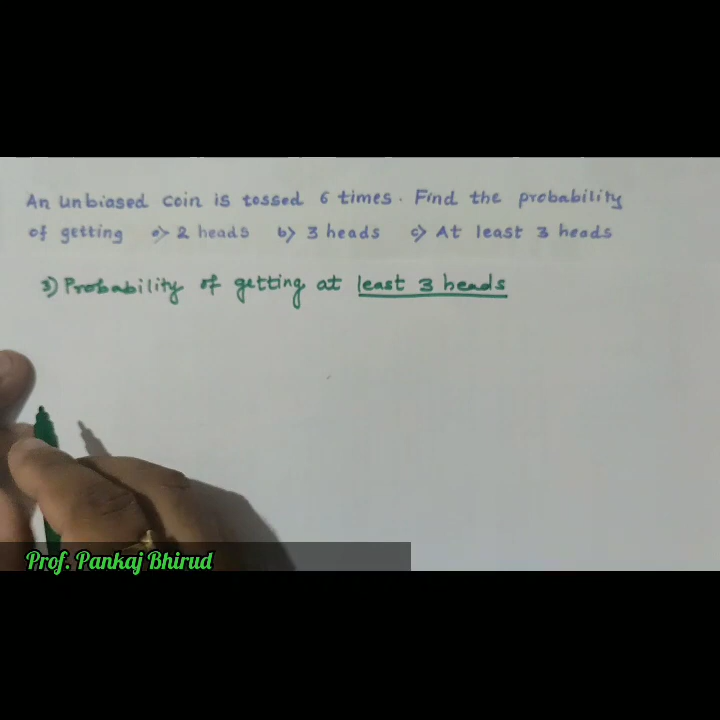 An unbiased coin is tossed 6 times. Find the probability
of getting a> 2 heads b> 3 heads c> At least 3 heads
3) Probability of getting at least 3 heads
Prof. Pankaj Bhirud